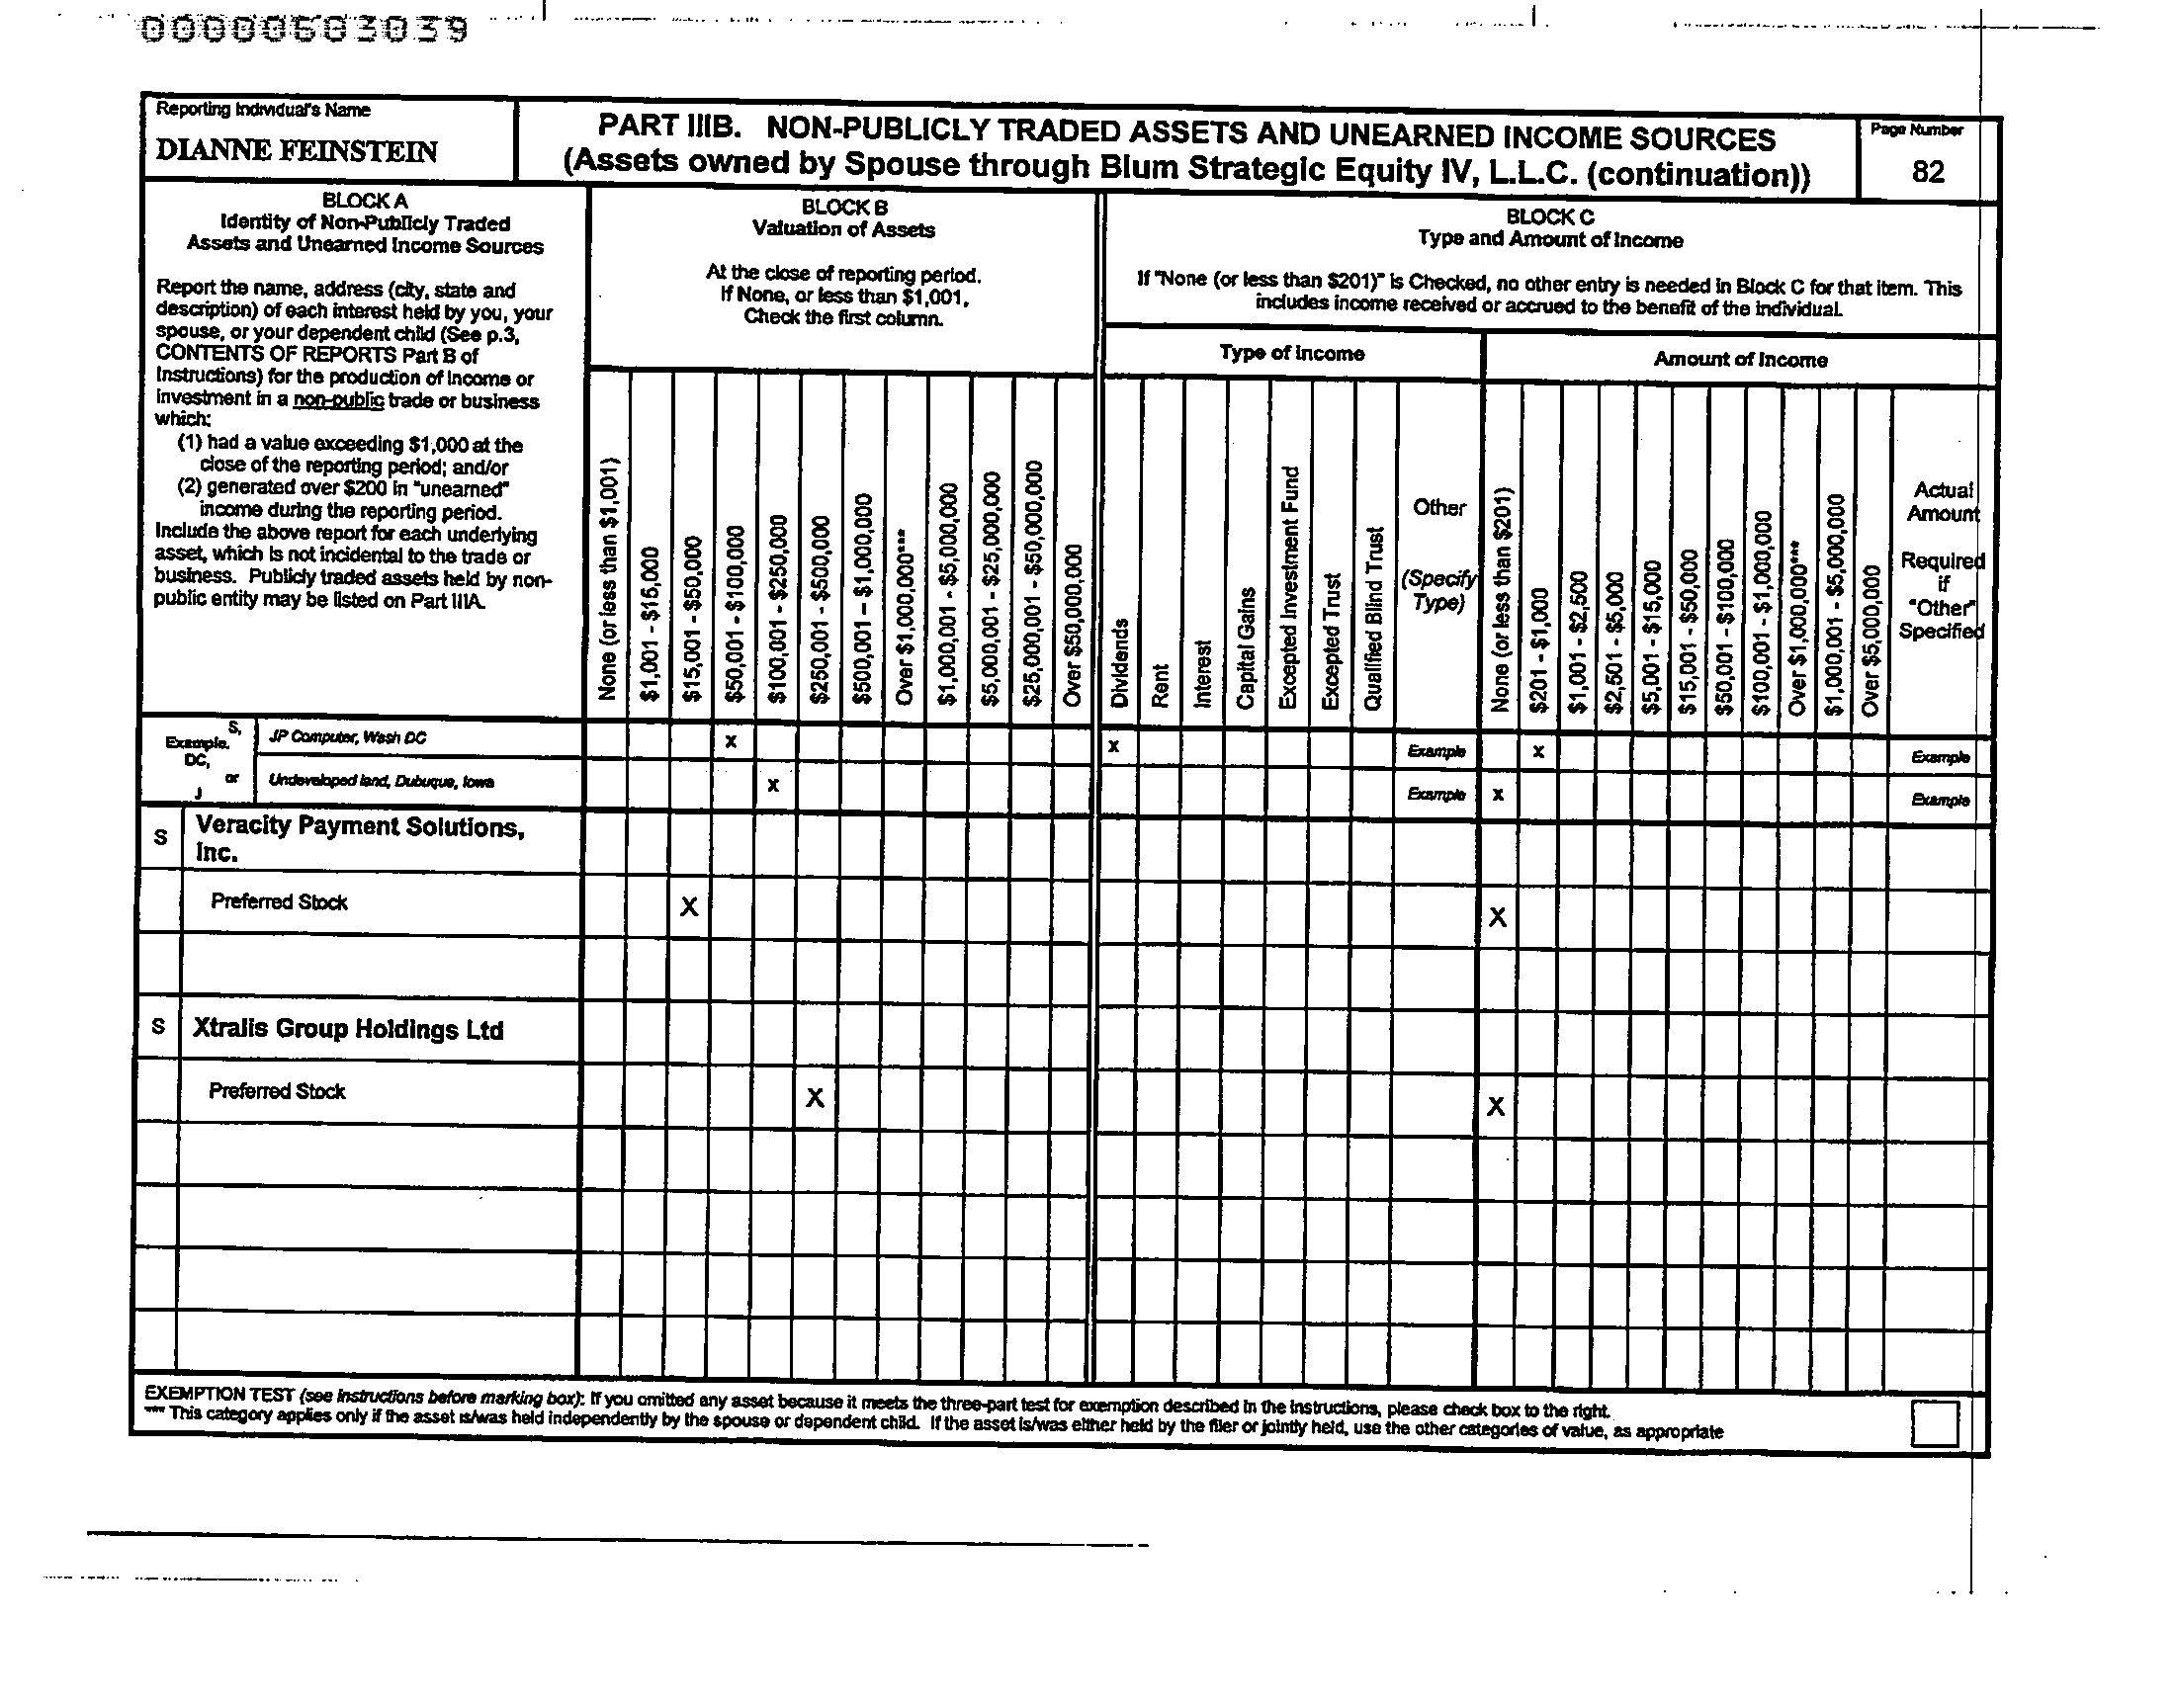 00000503039
Reporting Individual's Name
DIANNE FEINSTEIN
PART IIIB. NON-PUBLICLY TRADED ASSETS AND UNEARNED INCOME SOURCES
(Assets owned by Spouse through Blum Strategic Equity IV, L.L.C. (continuation))
Page Number
82
BLOCK A
Identity of Non-Publicly Traded
Assets and Unearned Income Sources
Report the name, address (city, state and
description) of each interest held by you, your
spouse, or your dependent child (See p.3,
CONTENTS OF REPORTS Part B of
Instructions) for the production of income or
investment in a non-public trade or business
which:
(1) had a value exceeding $1,000 at the
close of the reporting period; and/or
(2) generated over $200 in "unearned"
income during the reporting period.
Include the above report for each underlying
asset, which is not incidental to the trade or
business. Publicly traded assets held by non-
public entity may be listed on Part IIIA.
BLOCK B
Valuation of Assets
At the close of reporting period.
If None, or less than $1,001,
Check the first column.
None (or less than $1,001)
$1,001 - $15,000
$15,001 - $50,000
$50,001 - $100,000
$100,001 - $250,000
$250,001 - $500,000
$500,001 – $1,000,000
Over $1,000,000***
$1,000,001 - $5,000,000
$5,000,001 - $25,000,000
$25,000,001 - $50,000,000
Over $50,000,000
BLOCK C
Type and Amount of Income
If "None (or less than $201)" is Checked, no other entry is needed in Block C for that item. This
includes income received or accrued to the benefit of the individual.
Type of Income
Amount of Income
Dividends
Rent
Interest
Capital Gains
Excepted Investment Fund
Excepted Trust
Qualified Blind Trust
Other
(Specify
Type)
None (or less than $201)
$201 - $1,000
$1,001 - $2,500
$2,501 - $5,000
$5,001 - $15,000
$15,001 - $50,000
$50,001 - $100,000
$100,001 - $1,000,000
Over $1,000,000***
$1,000,001 - $5,000,000
Over $5,000,000
Actual
Amount
Required
if
"Other"
Specified
Example.
S,
DC,
or
J
JP Computer, Wash DC
X X Example X Example
Undeveloped land, Dubuque, Iowa
X Example X Example
S Veracity Payment Solutions,
Inc.
Preferred Stock X X
S Xtralis Group Holdings Ltd
Preferred Stock X X
EXEMPTION TEST (see instructions before marking box): If you omitted any asset because it meets the three-part test for exemption described in the instructions, please check box to the right.
*** This category applies only if the asset is/was held independently by the spouse or dependent child. If the asset is/was either held by the filer or jointly held, use the other categories of value, as appropriate